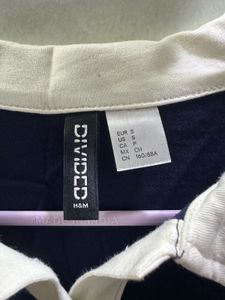 DIVIDED
H&M
EUR S
US S
CA P
MX CH
CN 160/88A
MADE IN INDIA